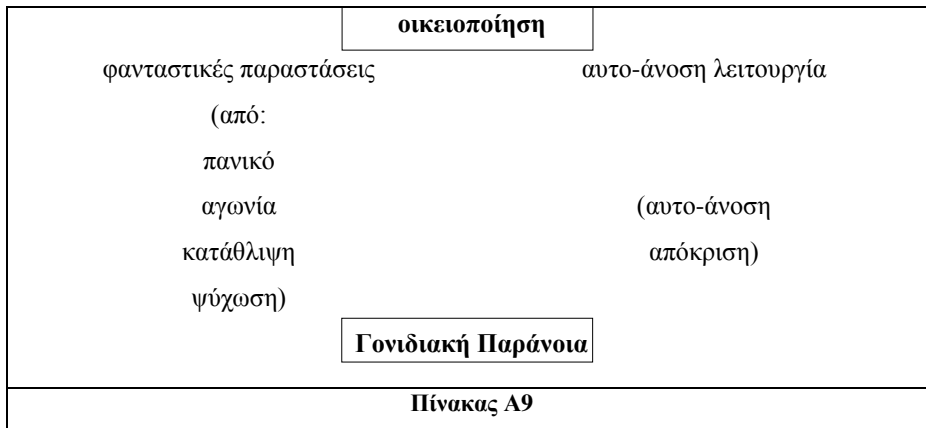 οικειοποίηση
φανταστικές παραστάσεις αυτο-άνοση λειτουργία
(από:
πανικό
αγωνία (αυτο-άνοση
κατάθλιψη απόκριση)
ψύχωση)
Γονιδιακή Παράνοια
Πίνακας Α9